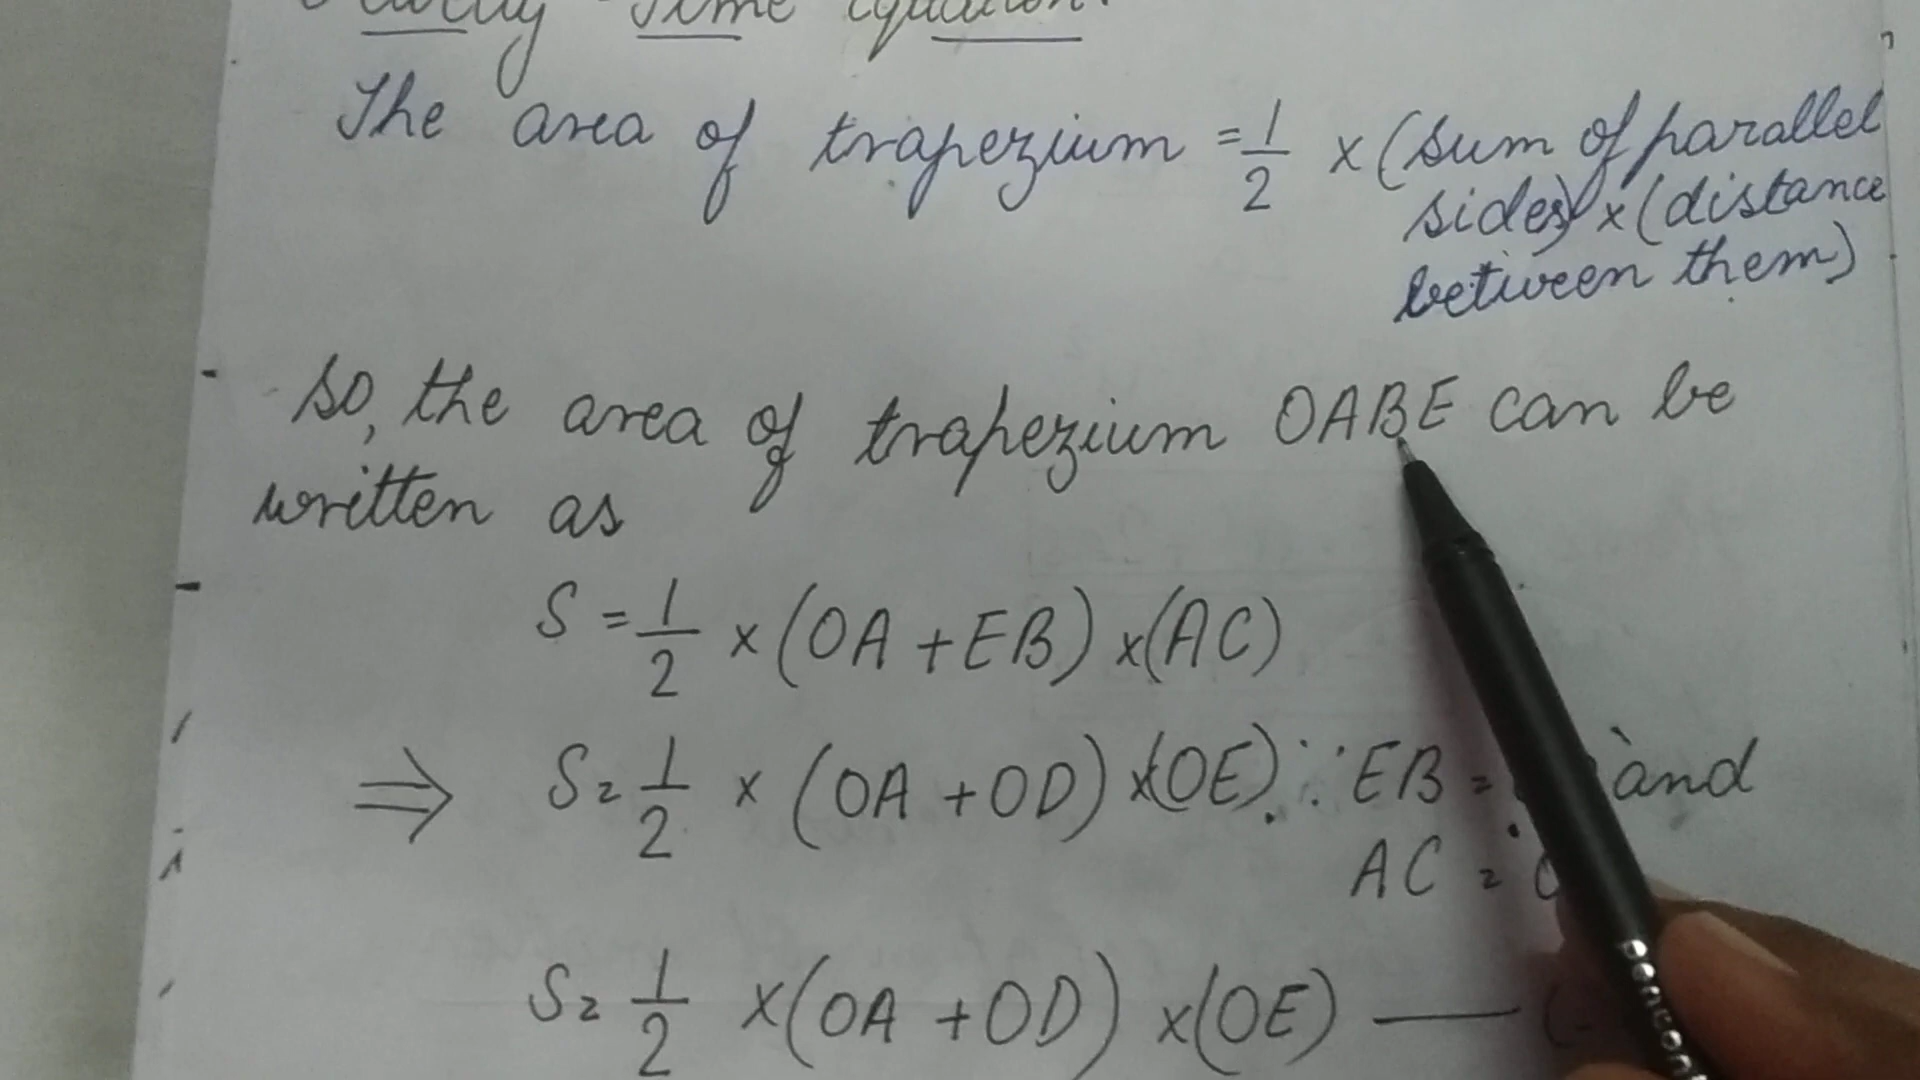 Time Equation.
The area of trapezium = 1/2 × (sum of parallel
sides) × (distance
between them)
So, the area of trapezium OABE can be
written as
S = 1/2 × (OA + EB) × (AC)
⇒ S = 1/2 × (OA + OD) × (OE) ∵ EB = and
AC =
S = 1/2 × (OA + OD) × (OE) —